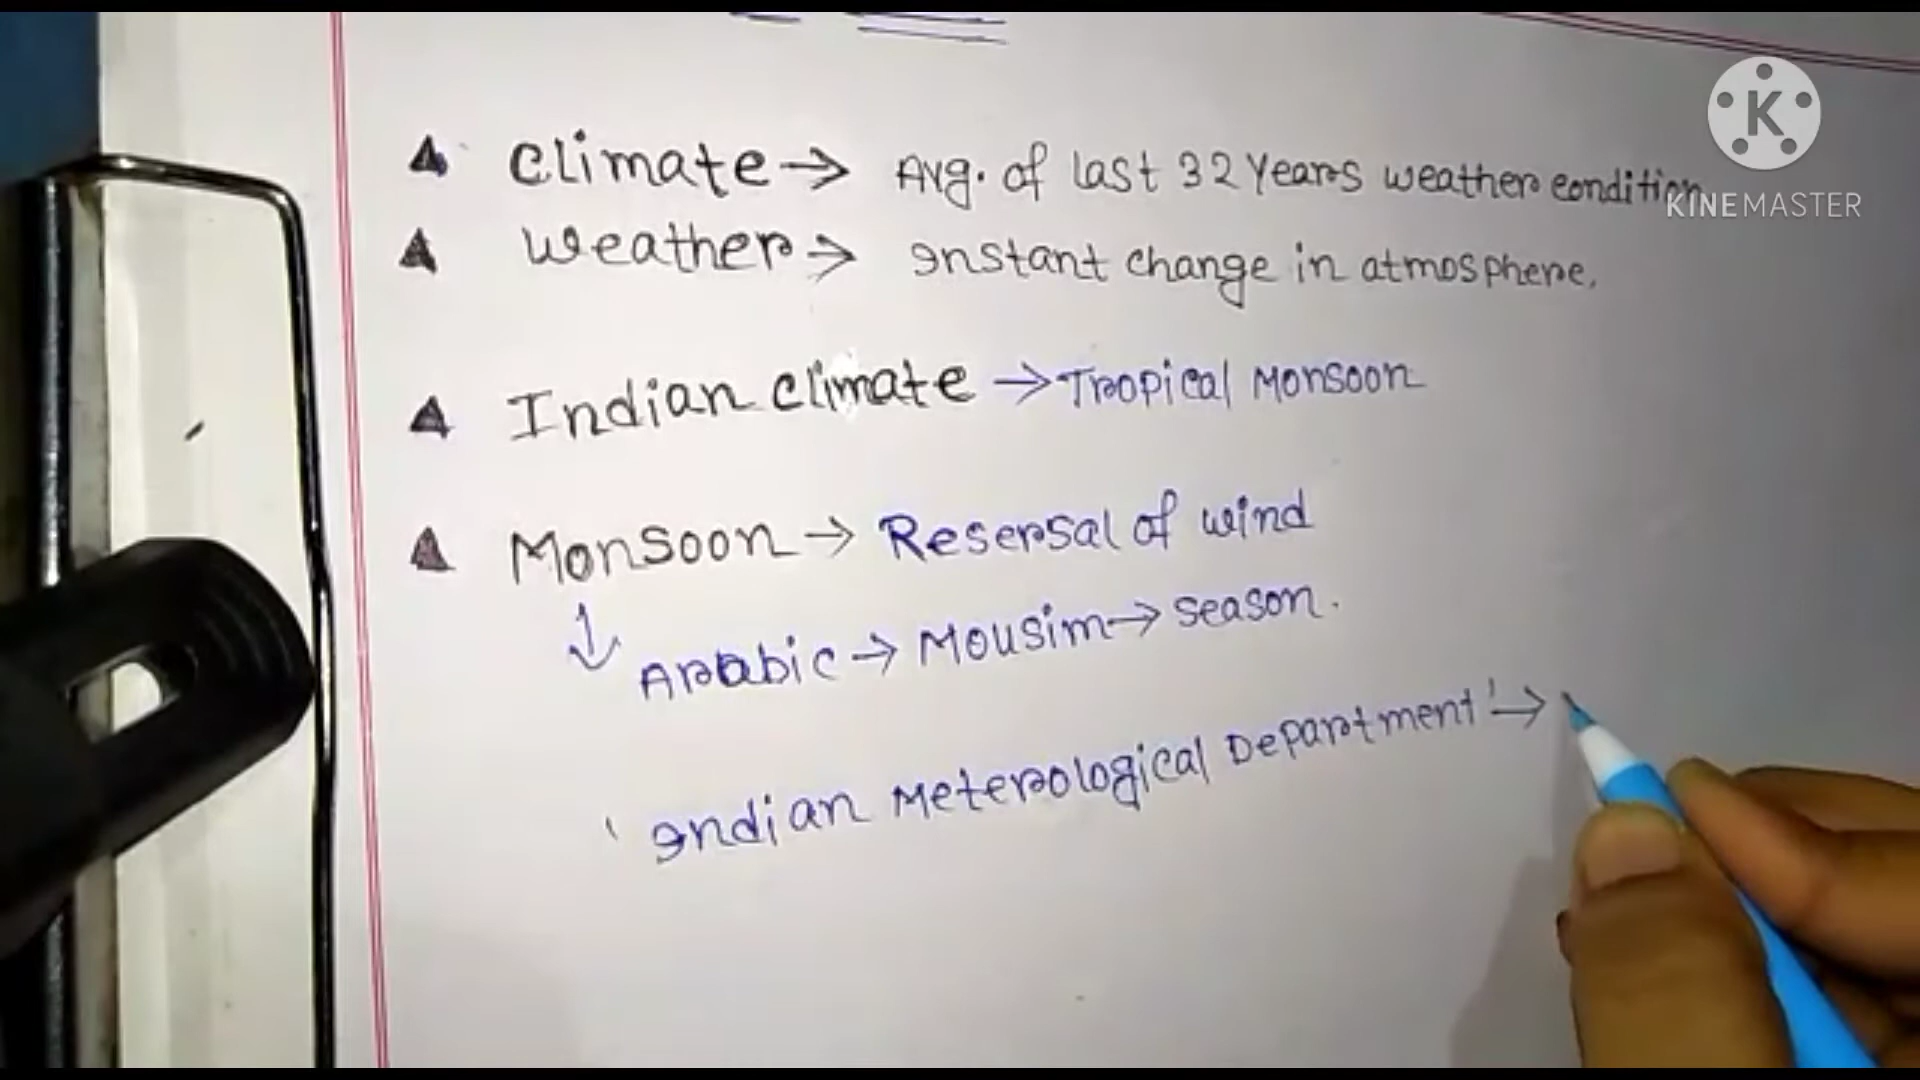 Climate → Avg. of last 32 Years weather condition
Weather → Instant change in atmosphere.
Indian climate → Tropical Monsoon
Monsoon → Resersal of wind
↓ Arabic → Mousim → season.
'Indian Meterological Department' →
K
KINEMASTER